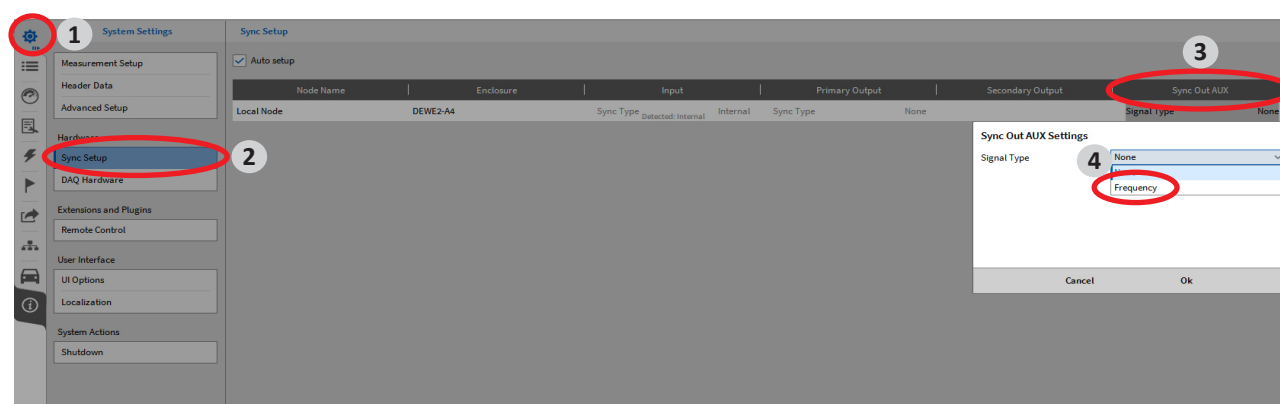 1
System Settings
Sync Setup
Auto setup
3
Node Name
Enclosure
Input
Primary Output
Secondary Output
Sync Out AUX
Local Node
DEWE2-A4
Sync Type Detected: Internal
Internal
Sync Type
None
Signal Type
None
Measurement Setup
Header Data
Advanced Setup
Hardware
Sync Setup
2
DAQ Hardware
Extensions and Plugins
Remote Control
User Interface
UI Options
Localization
System Actions
Shutdown
Sync Out AUX Settings
Signal Type
4
None
Frequency
Cancel
Ok